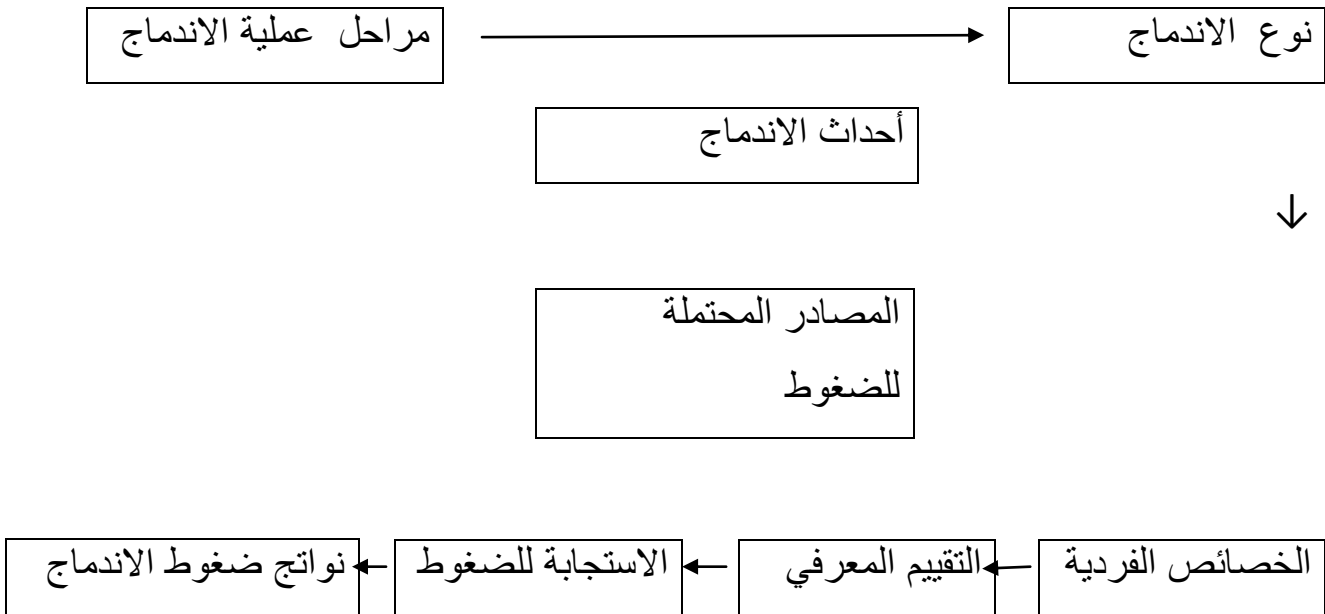 نوع الاندماج
مراحل عملية الاندماج
أحداث الاندماج
المصادر المحتملة
للضغوط
الخصائص الفردية
التقييم المعرفي
الاستجابة للضغوط
نواتج ضغوط الاندماج